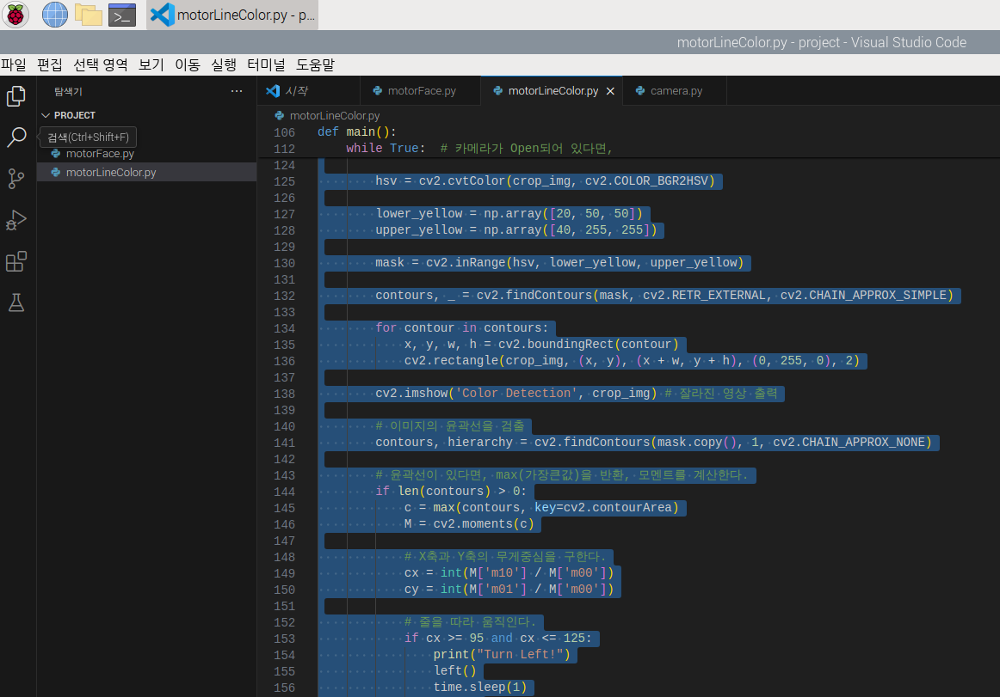 motorLineColor.py - p...
motorLineColor.py - project - Visual Studio Code
파일 편집 선택 영역 보기 이동 실행 터미널 도움말
탐색기 ...
시작 motorFace.py motorLineColor.py camera.py
PROJECT
motorLineColor.py
검색(Ctrl+Shift+F)
motorFace.py
motorLineColor.py
106 def main():
112 while True: # 카메라가 Open되어 있다면,
124
125 hsv = cv2.cvtColor(crop_img, cv2.COLOR_BGR2HSV)
126
127 lower_yellow = np.array([20, 50, 50])
128 upper_yellow = np.array([40, 255, 255])
129
130 mask = cv2.inRange(hsv, lower_yellow, upper_yellow)
131
132 contours, _ = cv2.findContours(mask, cv2.RETR_EXTERNAL, cv2.CHAIN_APPROX_SIMPLE)
133
134 for contour in contours:
135 x, y, w, h = cv2.boundingRect(contour)
136 cv2.rectangle(crop_img, (x, y), (x + w, y + h), (0, 255, 0), 2)
137
138 cv2.imshow('Color Detection', crop_img) # 잘라진 영상 출력
139
140 # 이미지의 윤곽선을 검출
141 contours, hierarchy = cv2.findContours(mask.copy(), 1, cv2.CHAIN_APPROX_NONE)
142
143 # 윤곽선이 있다면, max(가장큰값)을 반환, 모멘트를 계산한다.
144 if len(contours) > 0:
145 c = max(contours, key=cv2.contourArea)
146 M = cv2.moments(c)
147
148 # X축과 Y축의 무게중심을 구한다.
149 cx = int(M['m10'] / M['m00'])
150 cy = int(M['m01'] / M['m00'])
151
152 # 줄을 따라 움직인다.
153 if cx >= 95 and cx <= 125:
154 print("Turn Left!")
155 left()
156 time.sleep(1)